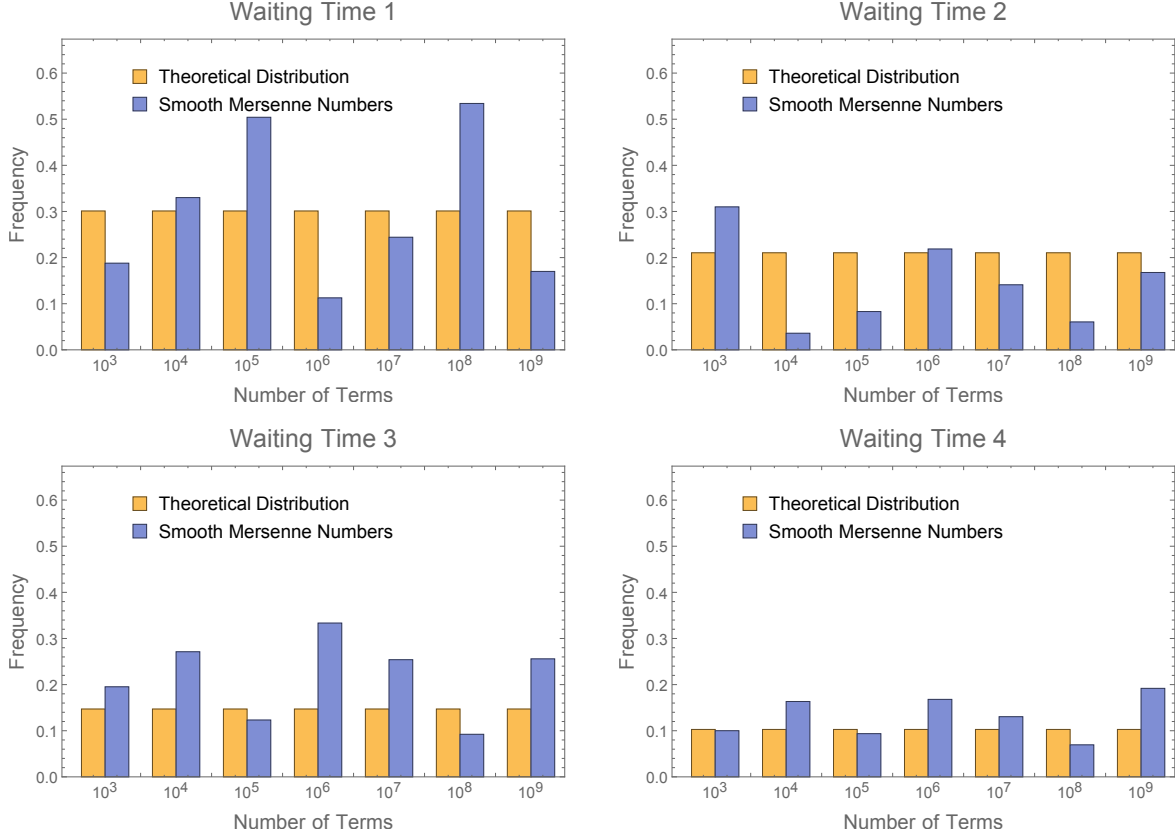 Waiting Time 1
Theoretical Distribution
Smooth Mersenne Numbers
Frequency
0.6
0.5
0.4
0.3
0.2
0.1
0.0
10^3 10^4 10^5 10^6 10^7 10^8 10^9
Number of Terms
Waiting Time 2
Theoretical Distribution
Smooth Mersenne Numbers
Frequency
0.6
0.5
0.4
0.3
0.2
0.1
0.0
10^3 10^4 10^5 10^6 10^7 10^8 10^9
Number of Terms
Waiting Time 3
Theoretical Distribution
Smooth Mersenne Numbers
Frequency
0.6
0.5
0.4
0.3
0.2
0.1
0.0
10^3 10^4 10^5 10^6 10^7 10^8 10^9
Number of Terms
Waiting Time 4
Theoretical Distribution
Smooth Mersenne Numbers
Frequency
0.6
0.5
0.4
0.3
0.2
0.1
0.0
10^3 10^4 10^5 10^6 10^7 10^8 10^9
Number of Terms